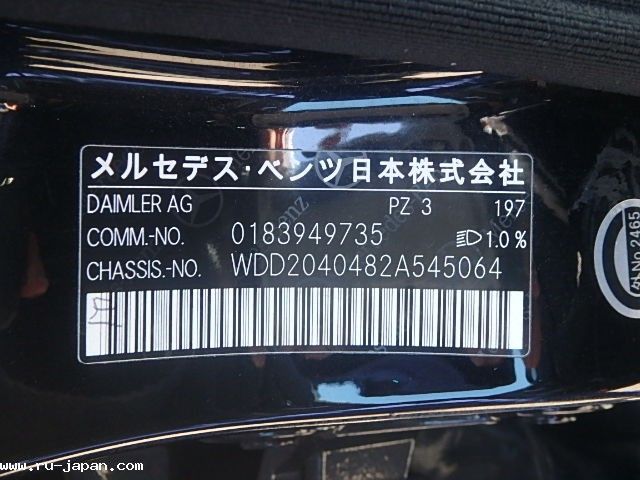 メルセデス・ベンツ日本株式会社
DAIMLER AG PZ 3 197
COMM.-NO. 0183949735 1.0 %
CHASSIS.-NO. WDD2040482A545064
No 2465
www.ru-japan.com